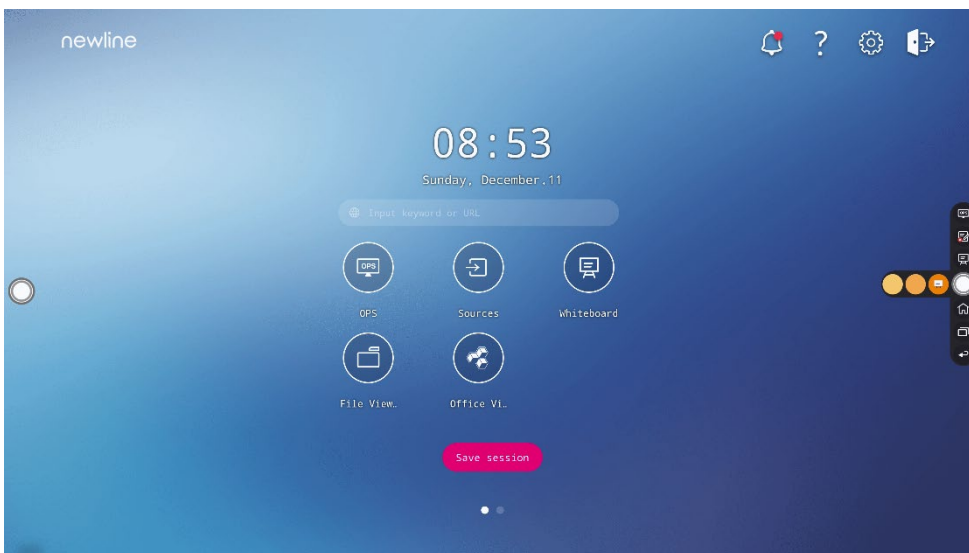 newline
?
08:53
Sunday, December.11
Input keyword or URL
OPS
OPS Sources Whiteboard
File View… Office Vi…
Save session
OPS